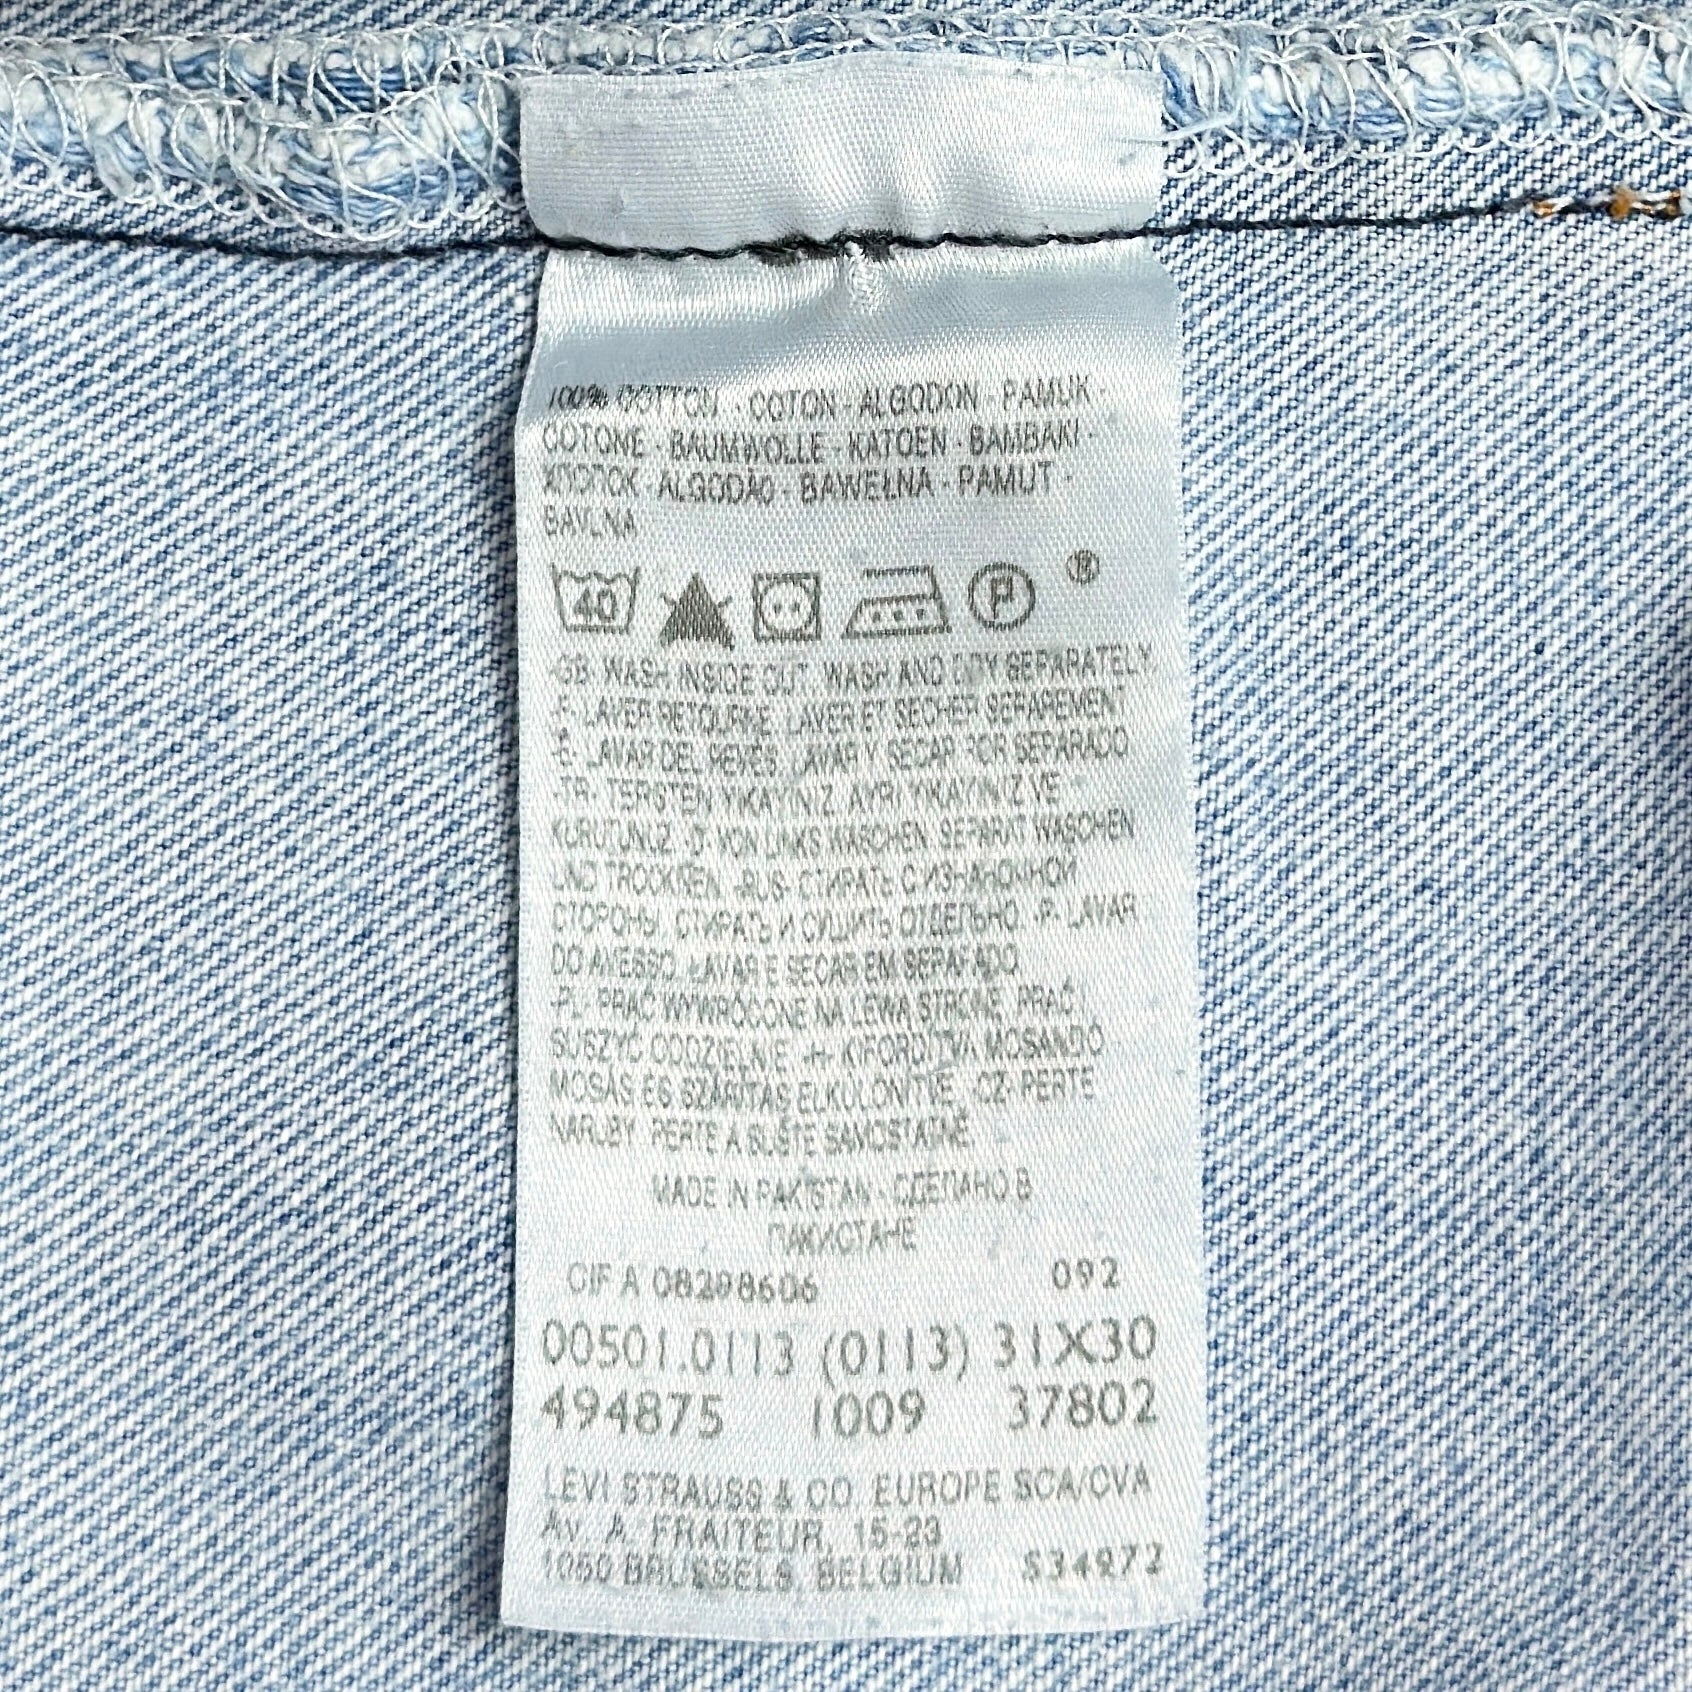 100% COTTON - COTON - ALGODON - PAMUK
COTONE - BAUMWOLLE - KATOEN - BAMBAKI -
ХЛОПОК - ALGODÃO - BAWEŁNA - PAMUT -
BAVLNA
40 P ®
-GB- WASH INSIDE OUT. WASH AND DRY SEPARATELY.
-F- LAVER RETOURNE. LAVER ET SECHER SEPAREMENT
-E- LAVAR DEL REVÉS. LAVAR Y SECAR POR SEPARADO
-TR- TERSTEN YIKAYINIZ. AYRI YIKAYINIZ VE
KURUTUNUZ. -D- VON LINKS WASCHEN, SEPARAT WASCHEN
UND TROCKNEN. -RUS- СТИРАТЬ С ИЗНАНОЧНОЙ
СТОРОНЫ. СТИРАТЬ И СУШИТЬ ОТДЕЛЬНО. -P- LAVAR
DO AVESSO. LAVAR E SECAR EM SEPARADO
-PL- PRAĆ WYWRÓCONE NA LEWĄ STRONĘ. PRAĆ I
SUSZYĆ ODDZIELNIE. -H- KIFORDÍTVA MOSANDÓ
MOSÁS ÉS SZÁRÍTÁS ELKÜLÖNÍTVE. -CZ- PERTE
NARUBY. PERTE A SUŠTE SAMOSTATNĚ
MADE IN PAKISTAN - СДЕЛАНО В
ПАКИСТАНЕ
CIF A 08298606 092
00501.0113 (0113) 31X30
494875 1009 37802
LEVI STRAUSS & CO. EUROPE SCA/CVA
AV. A. FRAITEUR, 15-23
1050 BRUSSELS, BELGIUM S34972